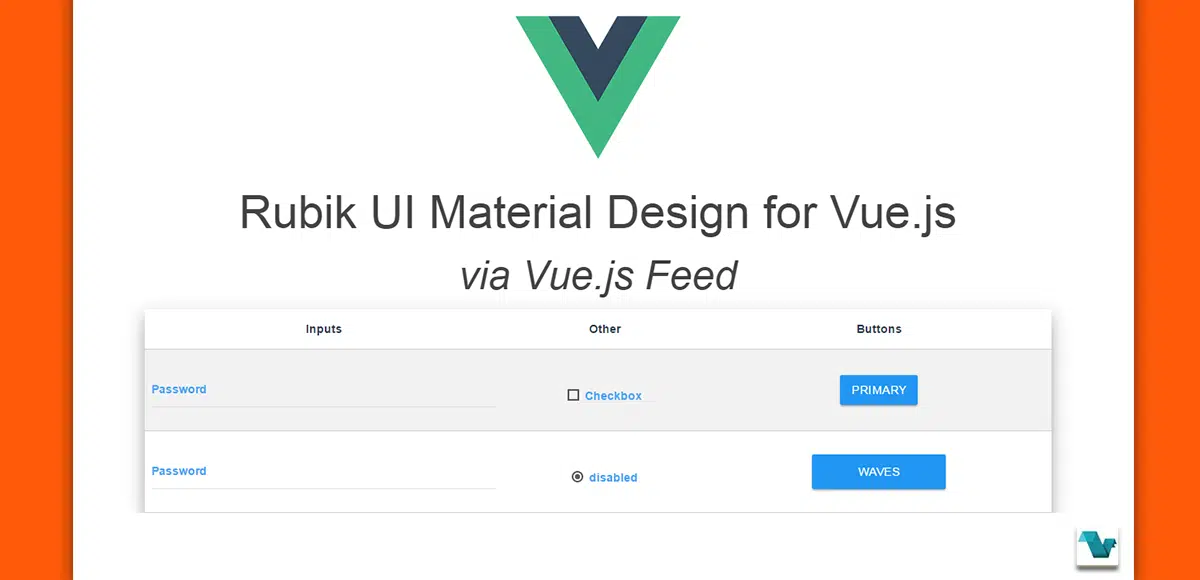 Rubik UI Material Design for Vue.js
via Vue.js Feed
Inputs Other Buttons
Password Checkbox PRIMARY
Password disabled WAVES